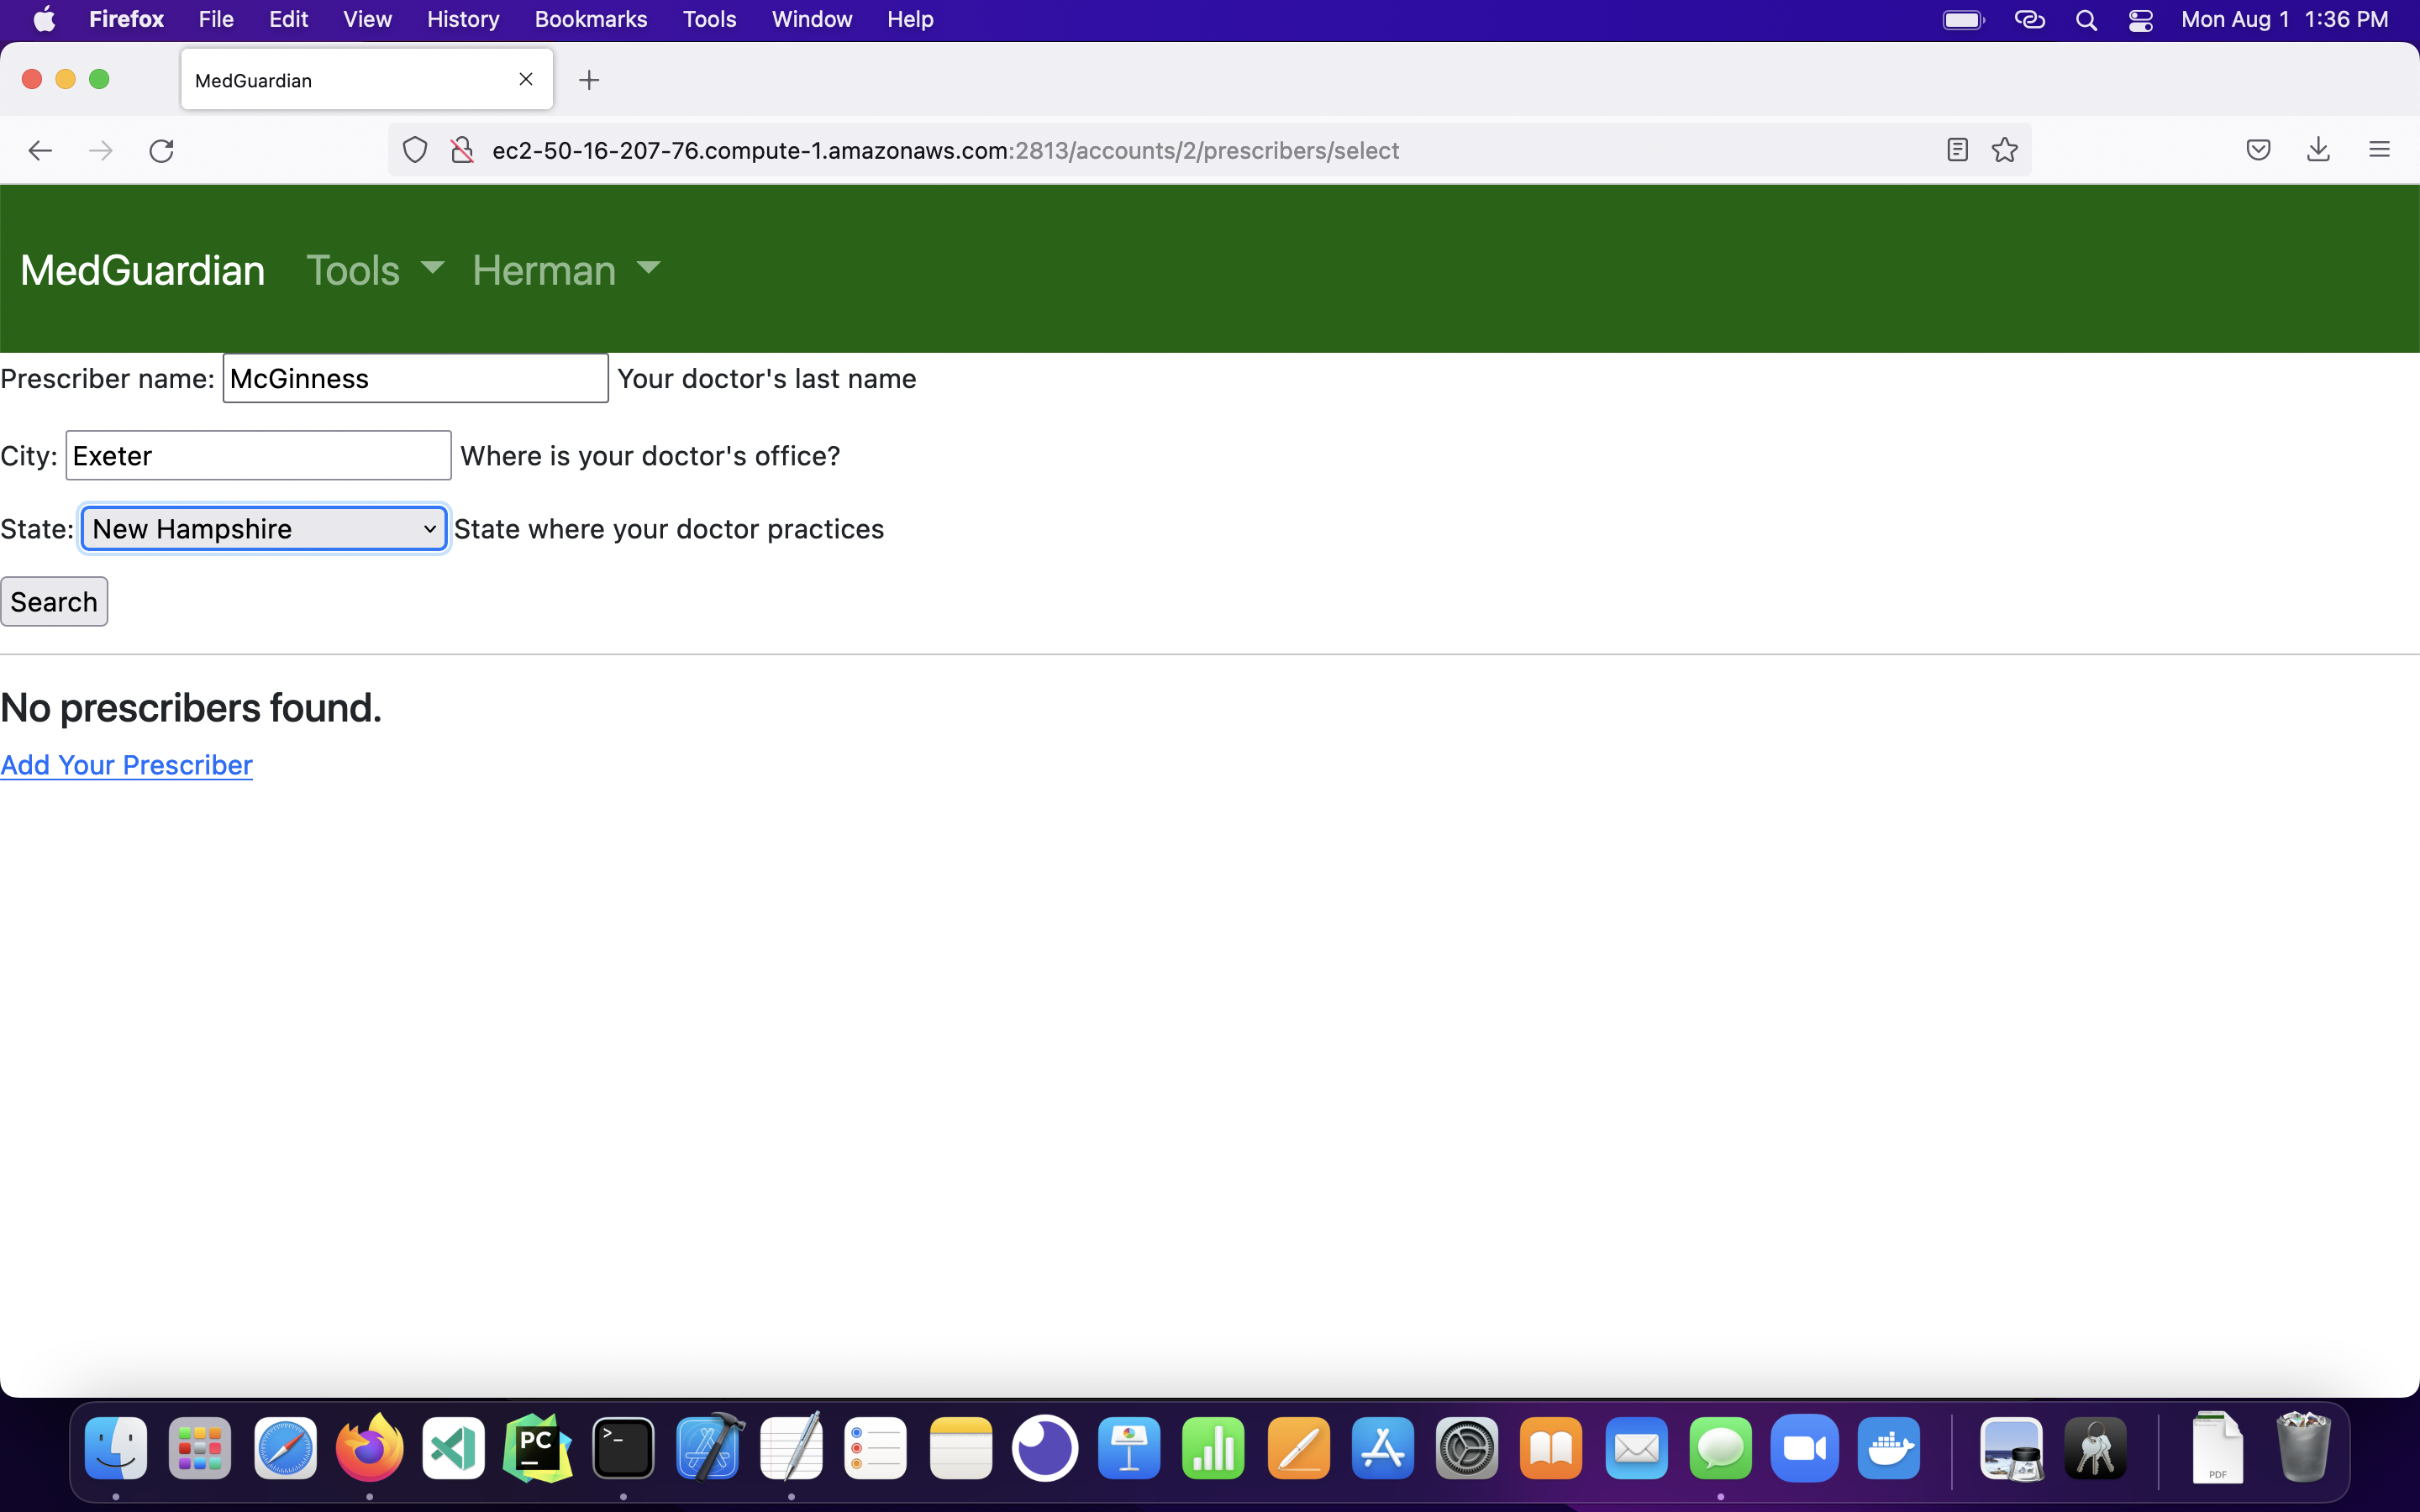 Firefox File Edit View History Bookmarks Tools Window Help Mon Aug 1 1:36 PM
MedGuardian
ec2-50-16-207-76.compute-1.amazonaws.com:2813/accounts/2/prescribers/select
MedGuardian Tools Herman
Prescriber name: McGinness Your doctor's last name
City: Exeter Where is your doctor's office?
State: New Hampshire State where your doctor practices
Search
No prescribers found.
Add Your Prescriber
PC
>_
PDF